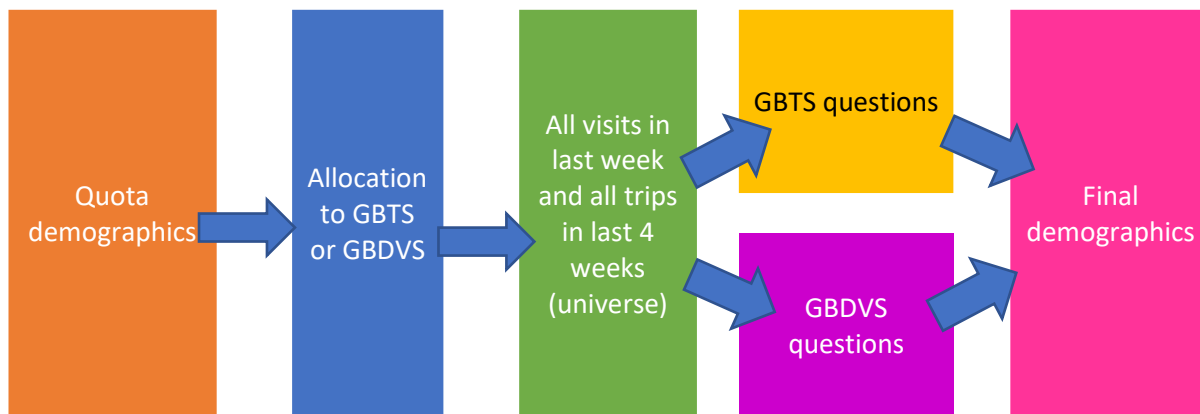 Quota
demographics
Allocation
to GBTS
or GBDVS
All visits in
last week
and all trips
in last 4
weeks
(universe)
GBTS questions
GBDVS
questions
Final
demographics